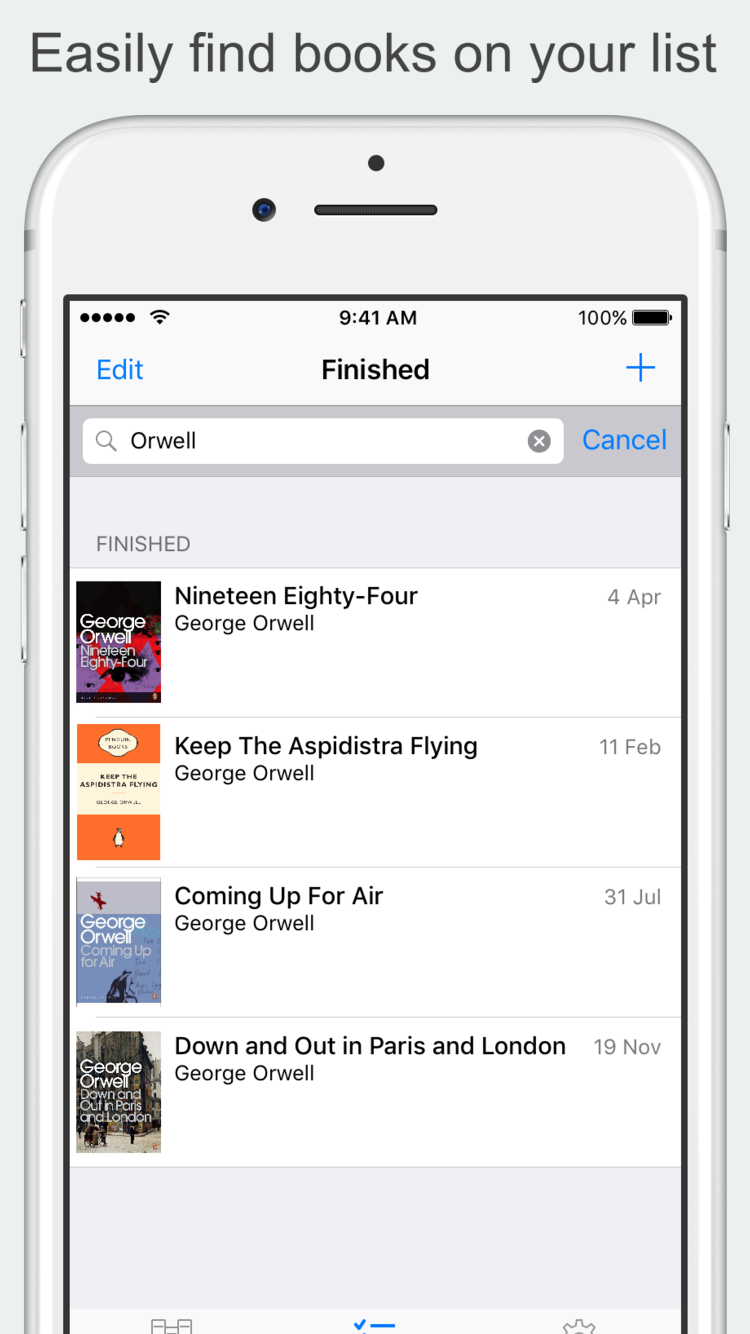 Easily find books on your list
9:41 AM
100%
Edit
Finished
Orwell
Cancel
FINISHED
George
Orwell
Nineteen
Eighty-Four
Nineteen Eighty-Four
4 Apr
George Orwell
PENGUIN
BOOKS
KEEP THE
ASPIDISTRA FLYING
GEORGE ORWELL
Keep The Aspidistra Flying
11 Feb
George Orwell
George
Orwell
Coming Up
for Air
Coming Up For Air
31 Jul
George Orwell
George
Orwell
Down and
Out in Paris
and London
Down and Out in Paris and London
19 Nov
George Orwell